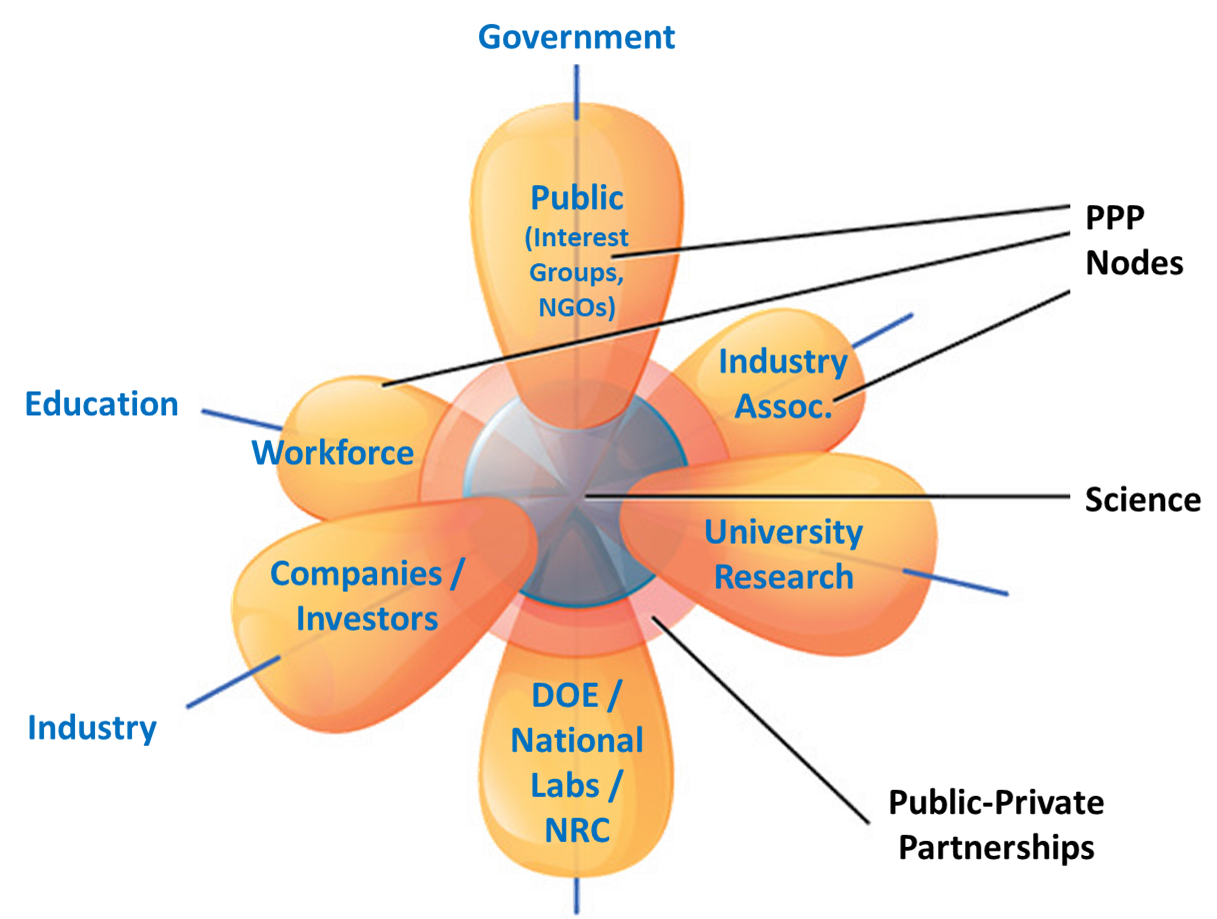 Government
Public
(Interest
Groups,
NGOs)
PPP
Nodes
Industry
Assoc.
Education
Workforce
Science
University
Research
Companies /
Investors
Industry
DOE /
National
Labs /
NRC
Public-Private
Partnerships